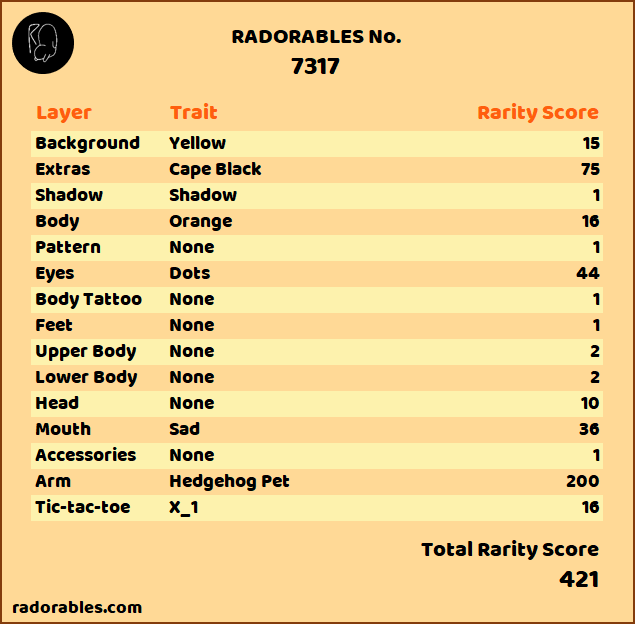 RADORABLES No.
7317
Layer Trait Rarity Score
Background Yellow 15
Extras Cape Black 75
Shadow Shadow 1
Body Orange 16
Pattern None 1
Eyes Dots 44
Body Tattoo None 1
Feet None 1
Upper Body None 2
Lower Body None 2
Head None 10
Mouth Sad 36
Accessories None 1
Arm Hedgehog Pet 200
Tic-tac-toe X_1 16
Total Rarity Score
421
radorables.com